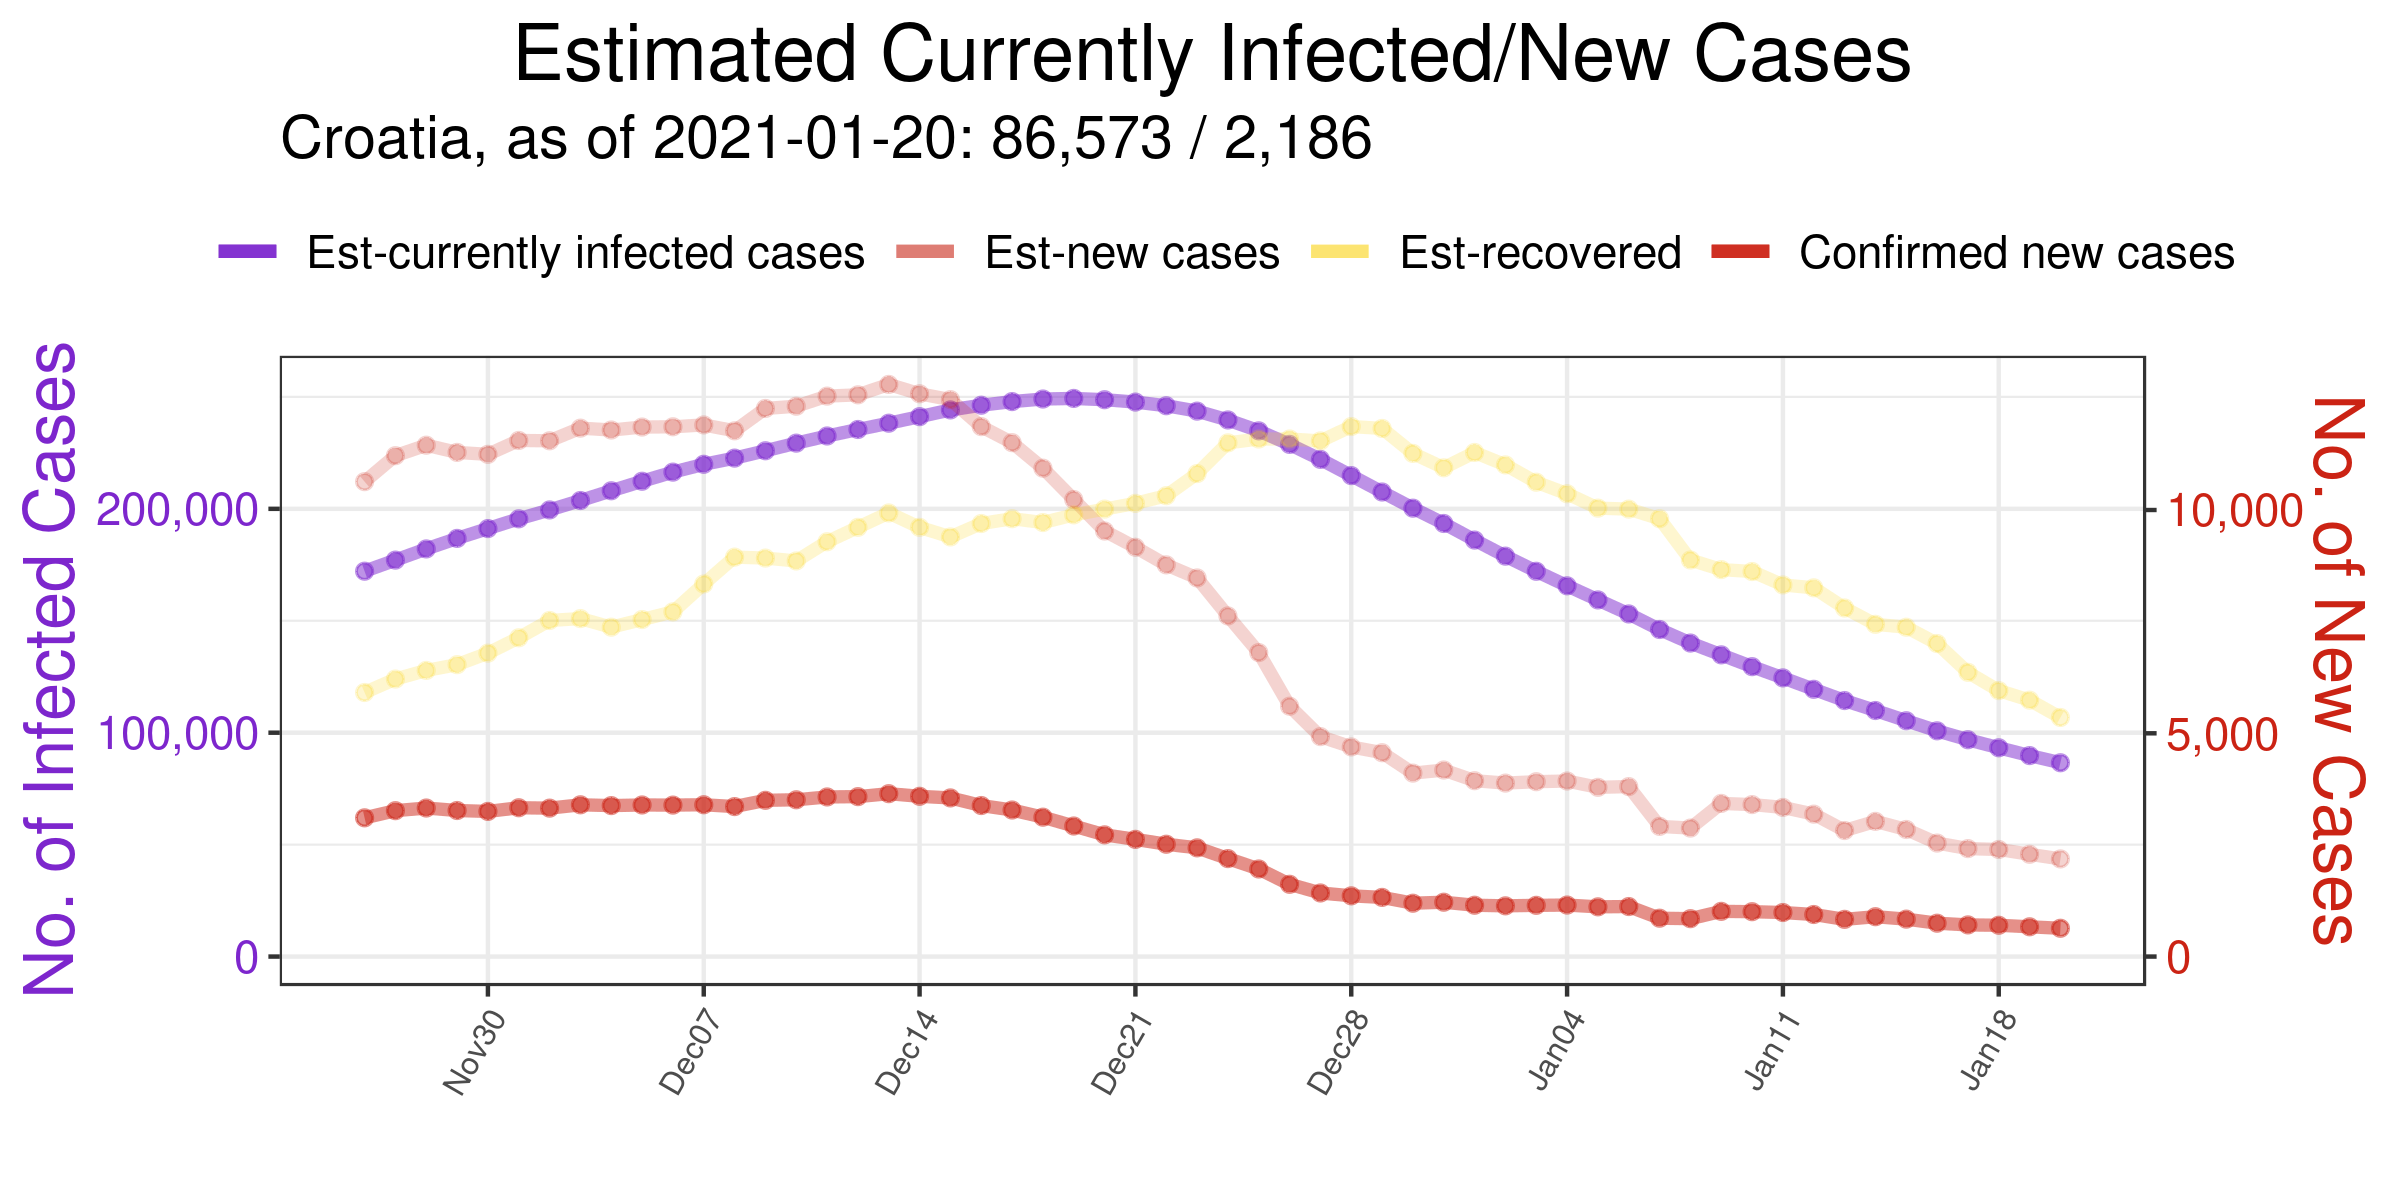 Estimated Currently Infected/New Cases
Croatia, as of 2021-01-20: 86,573 / 2,186
Est-currently infected cases Est-new cases Est-recovered Confirmed new cases
No. of Infected Cases
200,000
100,000
0
10,000
5,000
0
No. of New Cases
Nov30 Dec07 Dec14 Dec21 Dec28 Jan04 Jan11 Jan18